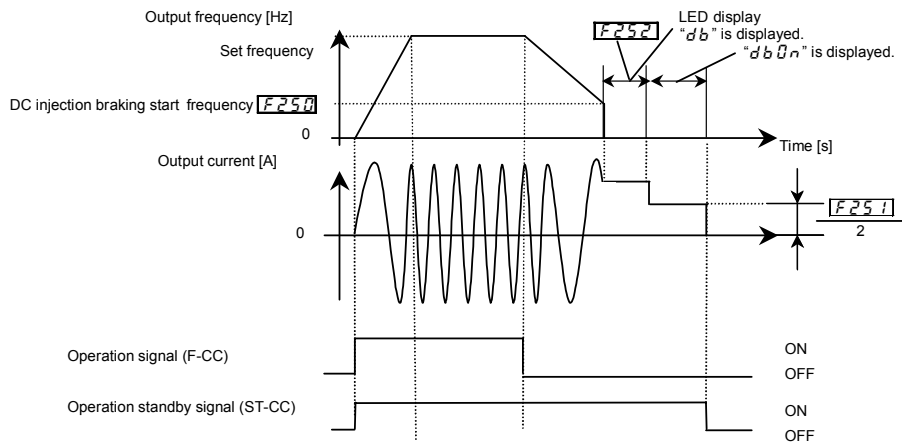 Output frequency [Hz]
LED display
F252
"db" is displayed.
Set frequency
"dbOn" is displayed.
DC injection braking start frequency F250
0
Time [s]
Output current [A]
F251
2
0
Operation signal (F-CC)
ON
OFF
Operation standby signal (ST-CC)
ON
OFF